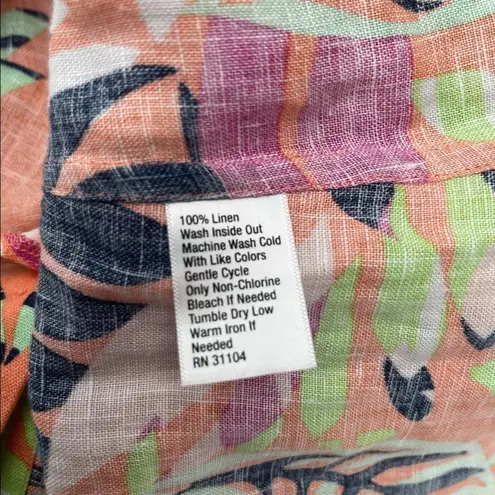 100% Linen
Wash Inside Out
Machine Wash Cold
With Like Colors
Gentle Cycle
Only Non-Chlorine
Bleach If Needed
Tumble Dry Low
Warm Iron If
Needed
RN 31104